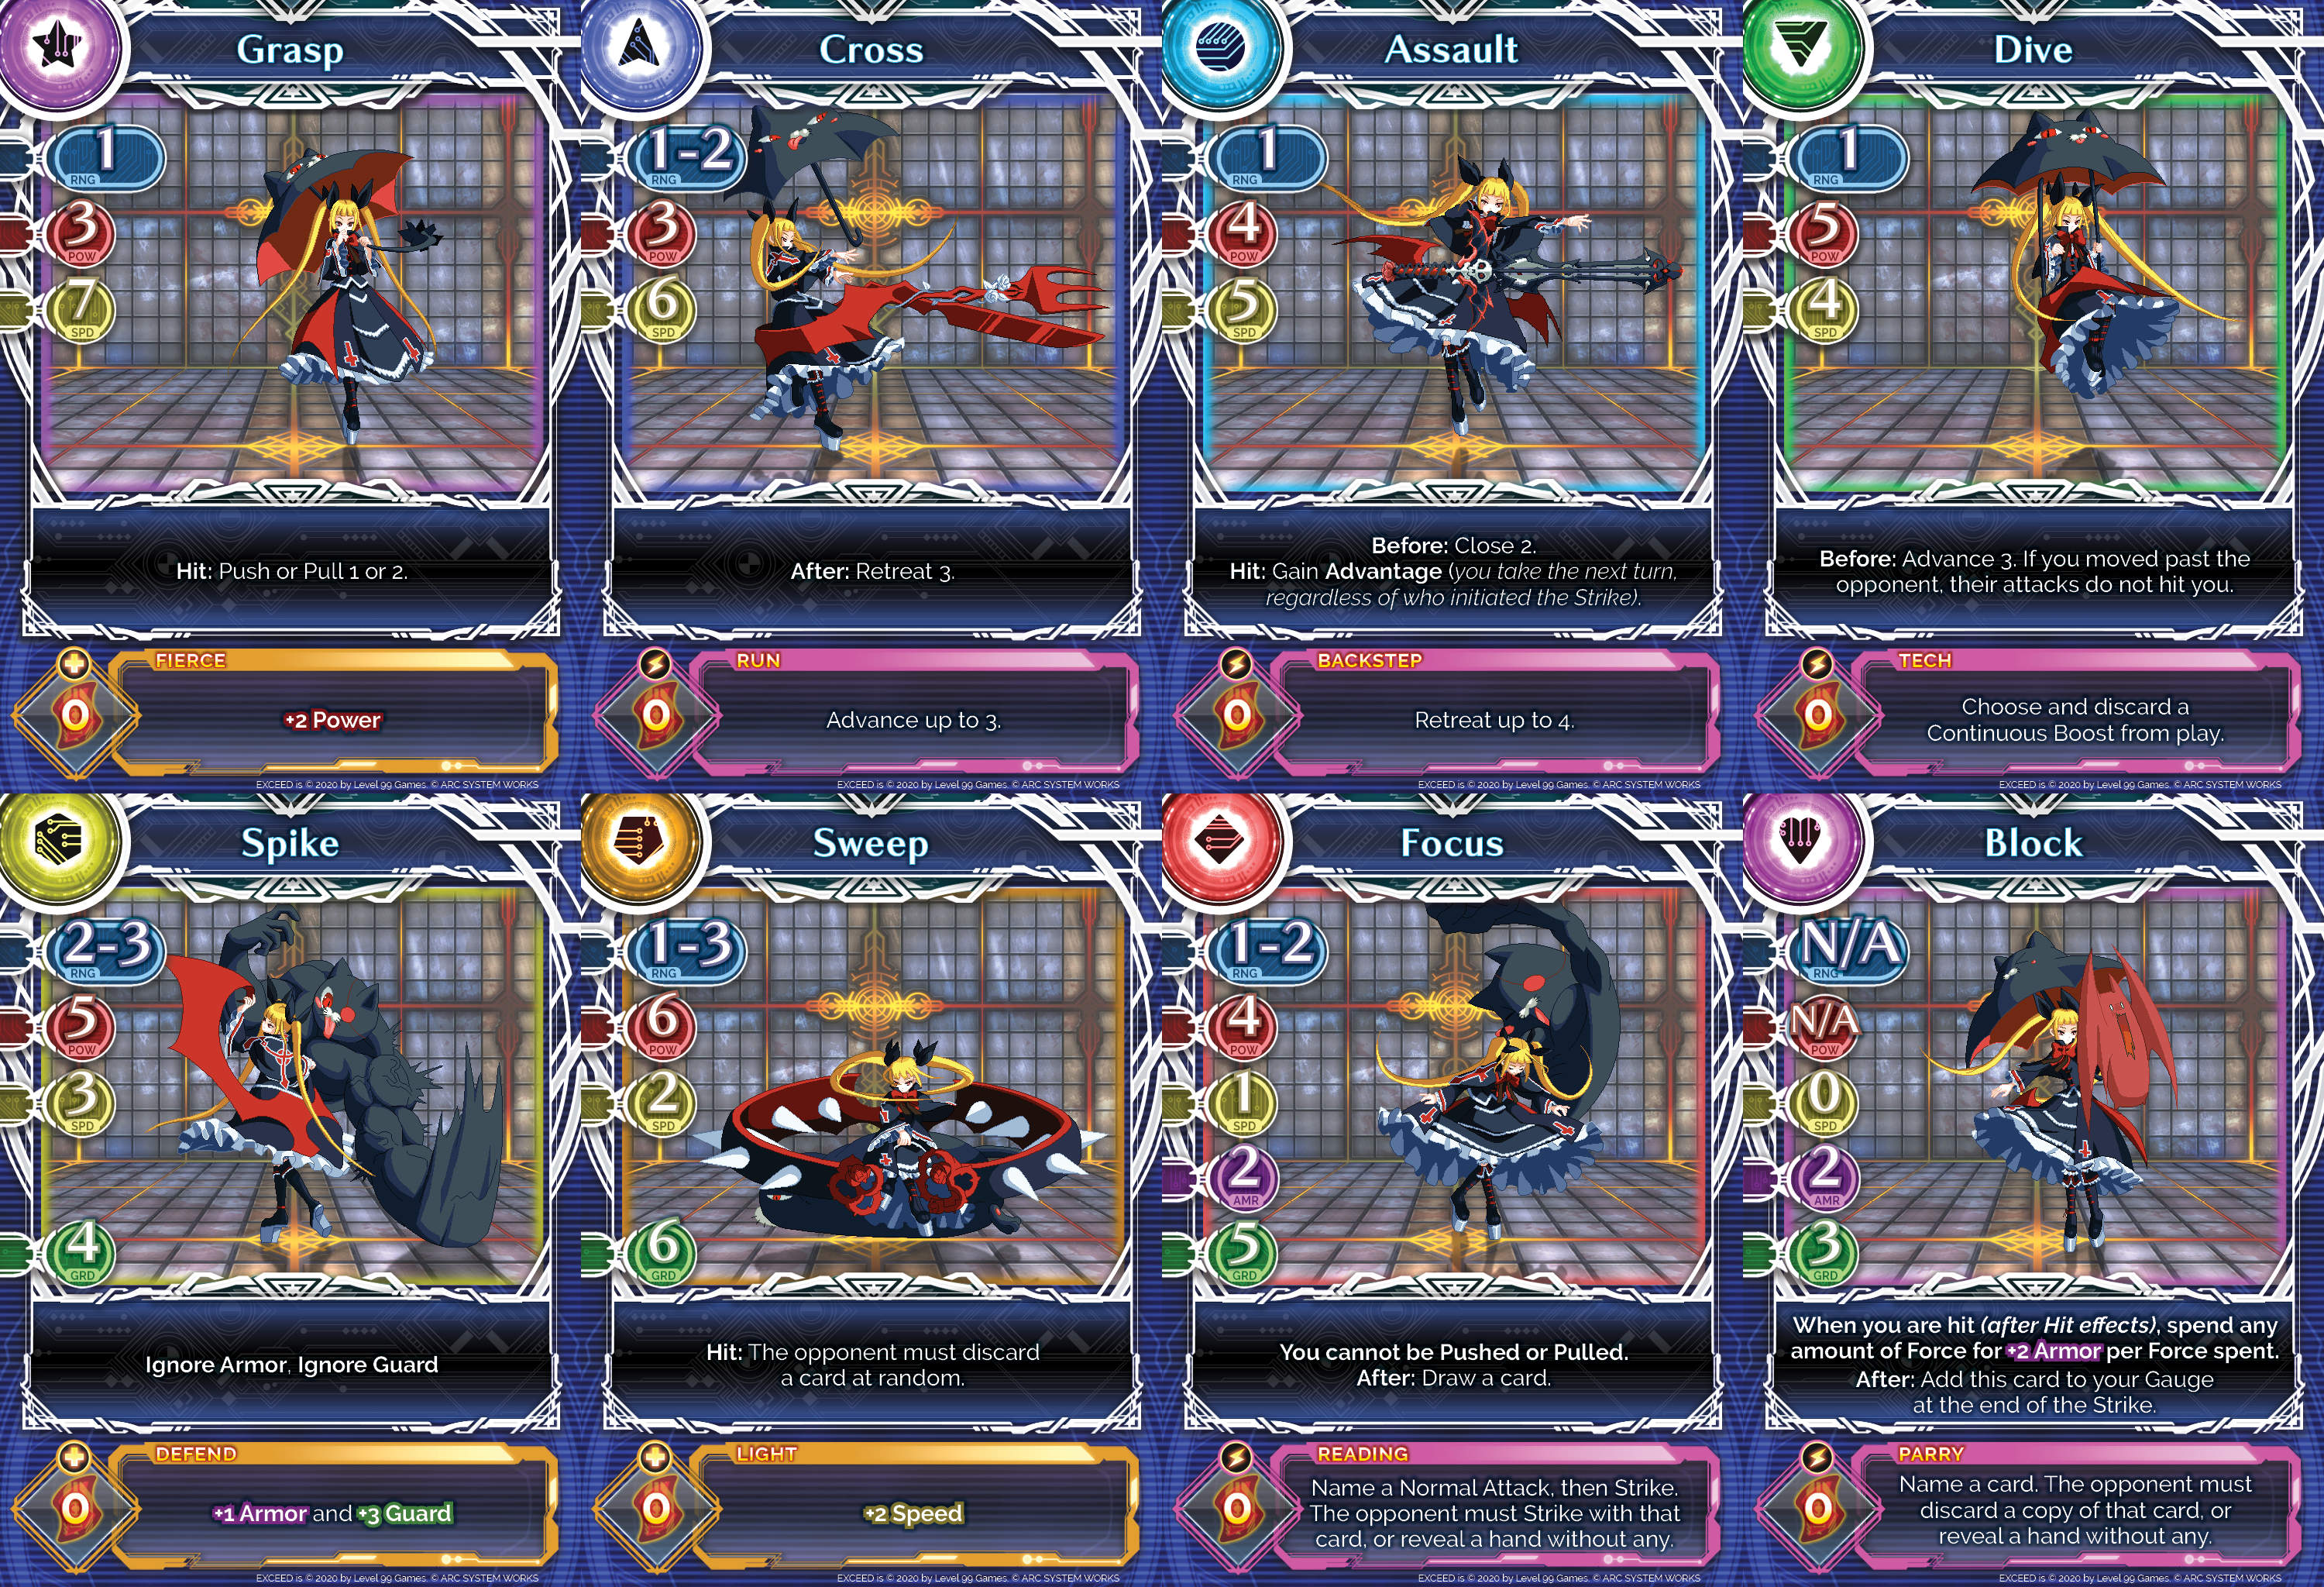 Grasp
1
RNG
3
POW
7
SPD
Hit: Push or Pull 1 or 2.
FIERCE
0
+2 Power
EXCEED is © 2020 by Level 99 Games. © ARC SYSTEM WORKS
Cross
1-2
RNG
3
POW
6
SPD
After: Retreat 3.
RUN
0
Advance up to 3.
EXCEED is © 2020 by Level 99 Games. © ARC SYSTEM WORKS
Assault
1
RNG
4
POW
5
SPD
Before: Close 2.
Hit: Gain Advantage (you take the next turn,
regardless of who initiated the Strike).
BACKSTEP
0
Retreat up to 4.
EXCEED is © 2020 by Level 99 Games. © ARC SYSTEM WORKS
Dive
1
RNG
5
POW
4
SPD
Before: Advance 3. If you moved past the
opponent, their attacks do not hit you.
TECH
0
Choose and discard a
Continuous Boost from play.
EXCEED is © 2020 by Level 99 Games. © ARC SYSTEM WORKS
Spike
2-3
RNG
5
POW
3
SPD
4
GRD
Ignore Armor, Ignore Guard
DEFEND
0
+1 Armor and +3 Guard
EXCEED is © 2020 by Level 99 Games. © ARC SYSTEM WORKS
Sweep
1-3
RNG
6
POW
2
SPD
6
GRD
Hit: The opponent must discard
a card at random.
LIGHT
0
+2 Speed
EXCEED is © 2020 by Level 99 Games. © ARC SYSTEM WORKS
Focus
1-2
RNG
4
POW
1
SPD
2
AMR
5
GRD
You cannot be Pushed or Pulled.
After: Draw a card.
READING
0
Name a Normal Attack, then Strike.
The opponent must Strike with that
card, or reveal a hand without any.
EXCEED is © 2020 by Level 99 Games. © ARC SYSTEM WORKS
Block
N/A
RNG
N/A
POW
0
SPD
2
AMR
3
GRD
When you are hit (after Hit effects), spend any
amount of Force for +2 Armor per Force spent.
After: Add this card to your Gauge
at the end of the Strike.
PARRY
0
Name a card. The opponent must
discard a copy of that card, or
reveal a hand without any.
EXCEED is © 2020 by Level 99 Games. © ARC SYSTEM WORKS